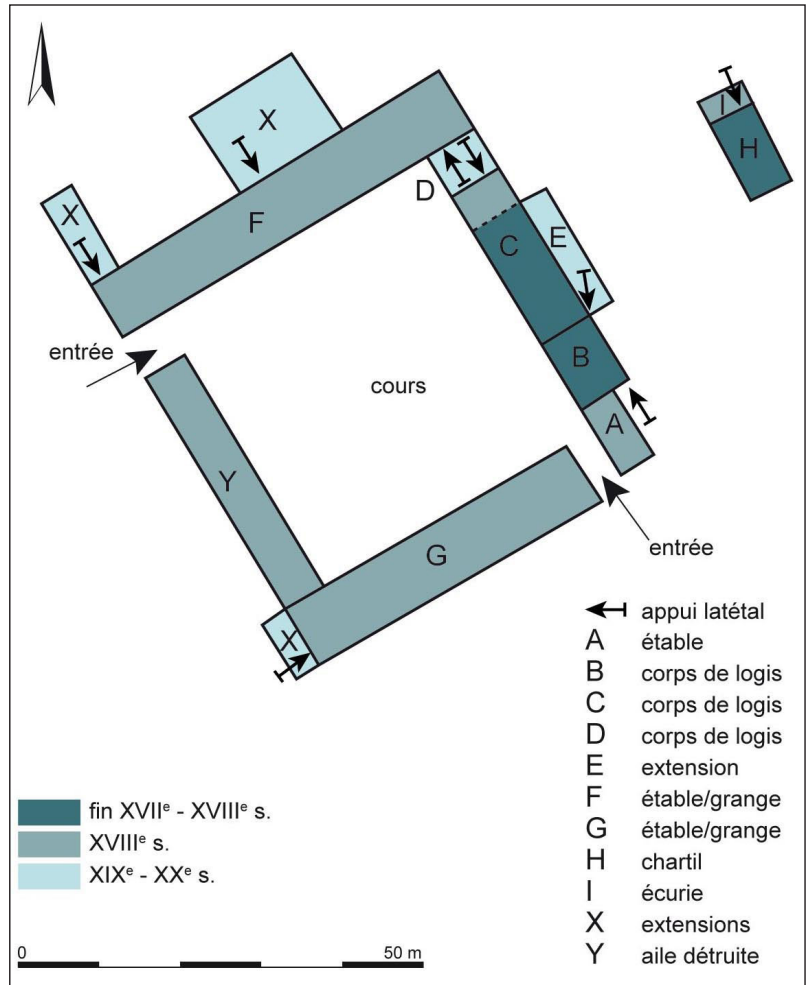 X
I
H
X
D
F
C
E
entrée
B
cours
A
Y
G
entrée
X
appui latétal
A étable
B corps de logis
C corps de logis
D corps de logis
E extension
F étable/grange
G étable/grange
H chartil
I écurie
X extensions
Y aile détruite
fin XVIIe - XVIIIe s.
XVIIIe s.
XIXe - XXe s.
0 50 m